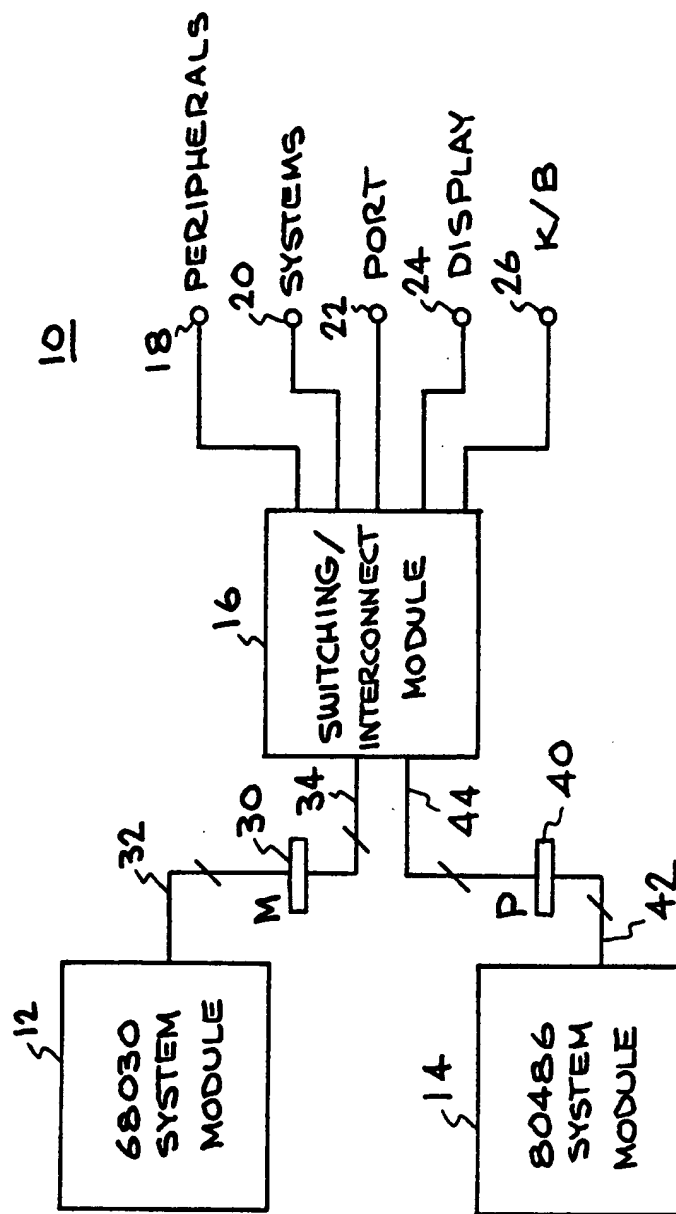 10
12
68030
SYSTEM
MODULE
32
M
30
34
16
SWITCHING/
INTERCONNECT
MODULE
18
PERIPHERALS
20
SYSTEMS
22
PORT
24
DISPLAY
26
K/B
14
80486
SYSTEM
MODULE
42
P
40
44